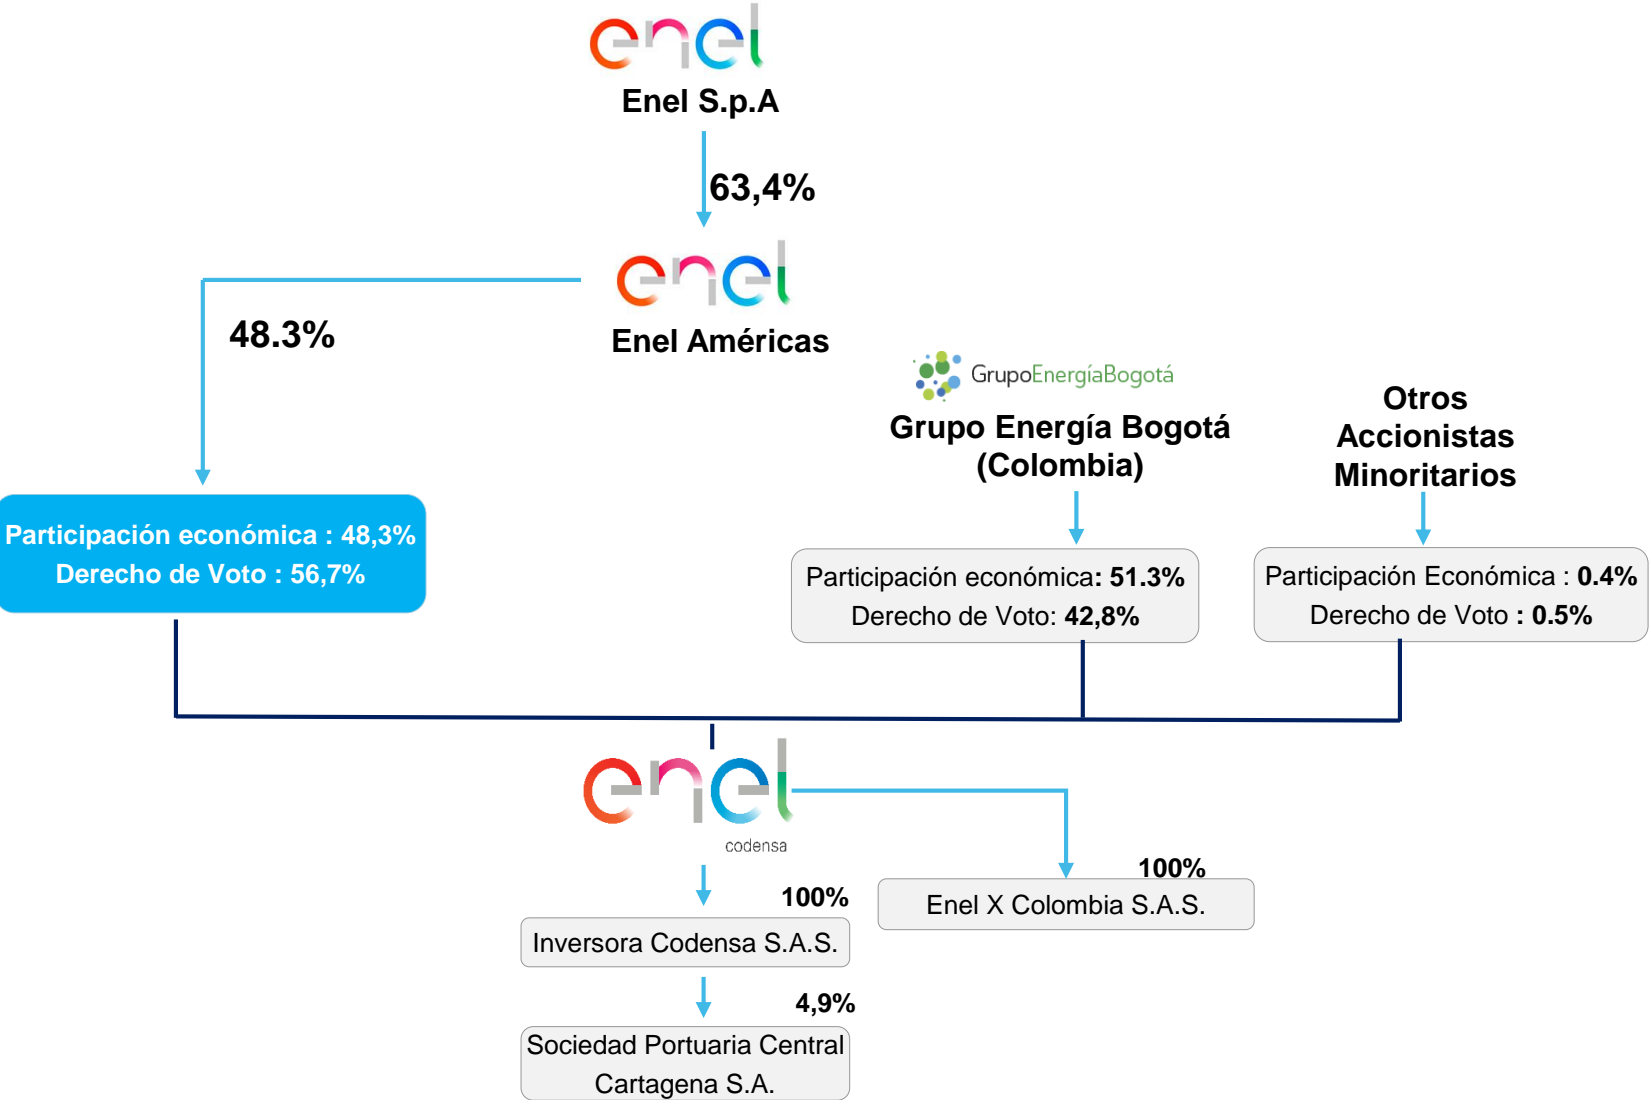 enel
Enel S.p.A
63,4%
enel
Enel Américas
48.3%
GrupoEnergíaBogotá
Grupo Energía Bogotá
(Colombia)
Otros
Accionistas
Minoritarios
Participación económica : 48,3%
Derecho de Voto : 56,7%
Participación económica: 51.3%
Derecho de Voto: 42,8%
Participación Económica : 0.4%
Derecho de Voto : 0.5%
enel
codensa
100%
Enel X Colombia S.A.S.
100%
Inversora Codensa S.A.S.
4,9%
Sociedad Portuaria Central
Cartagena S.A.